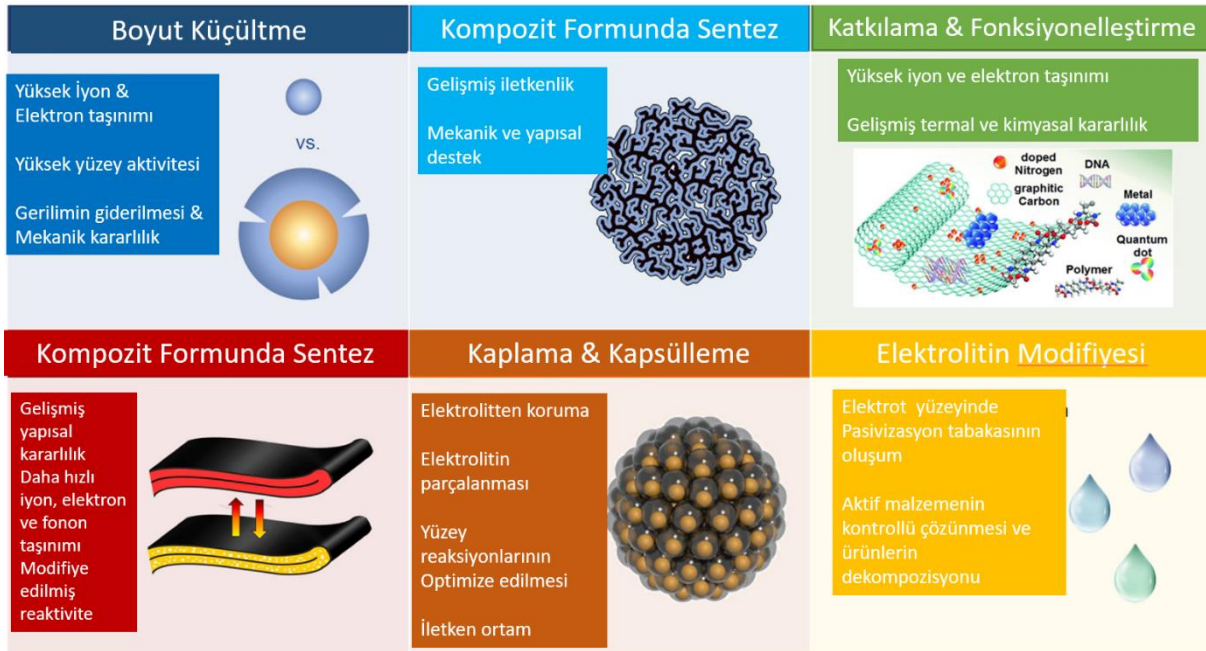 Boyut Küçültme
Yüksek İyon &
Elektron taşınımı
Yüksek yüzey aktivitesi
Gerilimin giderilmesi &
Mekanik kararlılık
vs.
Kompozit Formunda Sentez
Gelişmiş iletkenlik
Mekanik ve yapısal
destek
Katkılama & Fonksiyonelleştirme
Yüksek iyon ve elektron taşınımı
Gelişmiş termal ve kimyasal kararlılık
doped
Nitrogen
graphitic
Carbon
DNA
Metal
Quantum
dot
Polymer
Kompozit Formunda Sentez
Gelişmiş
yapısal
kararlılık
Daha hızlı
iyon, elektron
ve fonon
taşınımı
Modifiye
edilmiş
reaktivite
Kaplama & Kapsülleme
Elektrolitten koruma
Elektrolitin
parçalanması
Yüzey
reaksiyonlarının
Optimize edilmesi
İletken ortam
Elektrolitin Modifiyesi
Elektrot yüzeyinde
Pasivizasyon tabakasının
oluşum
Aktif malzemenin
kontrollü çözünmesi ve
ürünlerin
dekompozisyonu